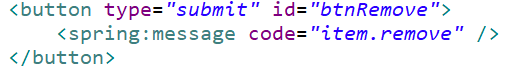 <button type="submit" id="btnRemove">
    <spring:message code="item.remove" />
</button>